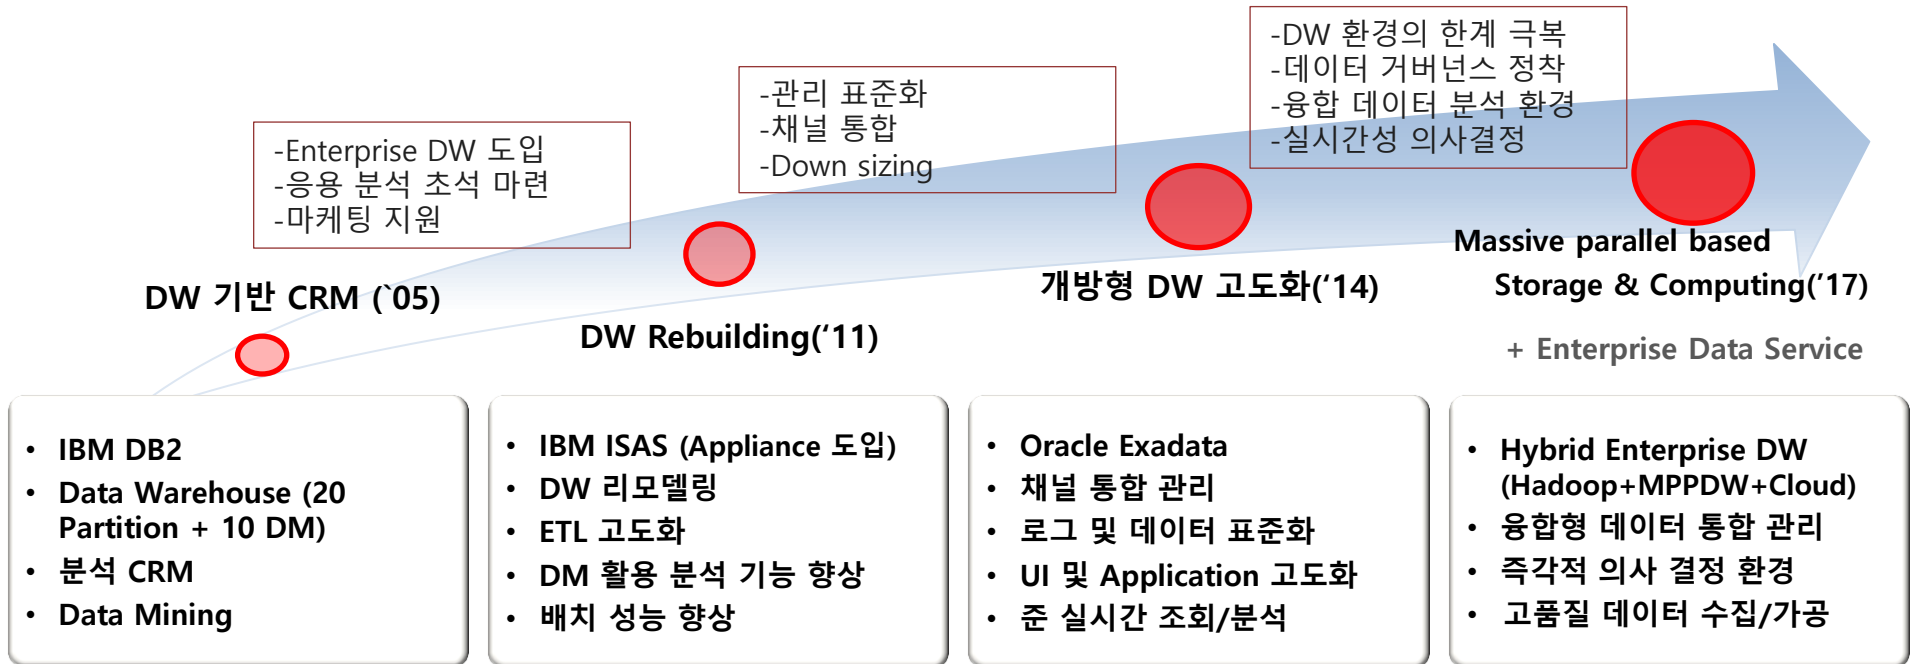 -Enterprise DW 도입
-응용 분석 초석 마련
-마케팅 지원
DW 기반 CRM (`05)
-관리 표준화
-채널 통합
-Down sizing
DW Rebuilding(‘11)
개방형 DW 고도화(‘14)
-DW 환경의 한계 극복
-데이터 거버넌스 정착
-융합 데이터 분석 환경
-실시간성 의사결정
Massive parallel based
Storage & Computing(‘17)
+ Enterprise Data Service
• IBM DB2
• Data Warehouse (20
Partition + 10 DM)
• 분석 CRM
• Data Mining
• IBM ISAS (Appliance 도입)
• DW 리모델링
• ETL 고도화
• DM 활용 분석 기능 향상
• 배치 성능 향상
• Oracle Exadata
• 채널 통합 관리
• 로그 및 데이터 표준화
• UI 및 Application 고도화
• 준 실시간 조회/분석
• Hybrid Enterprise DW
(Hadoop+MPPDW+Cloud)
• 융합형 데이터 통합 관리
• 즉각적 의사 결정 환경
• 고품질 데이터 수집/가공